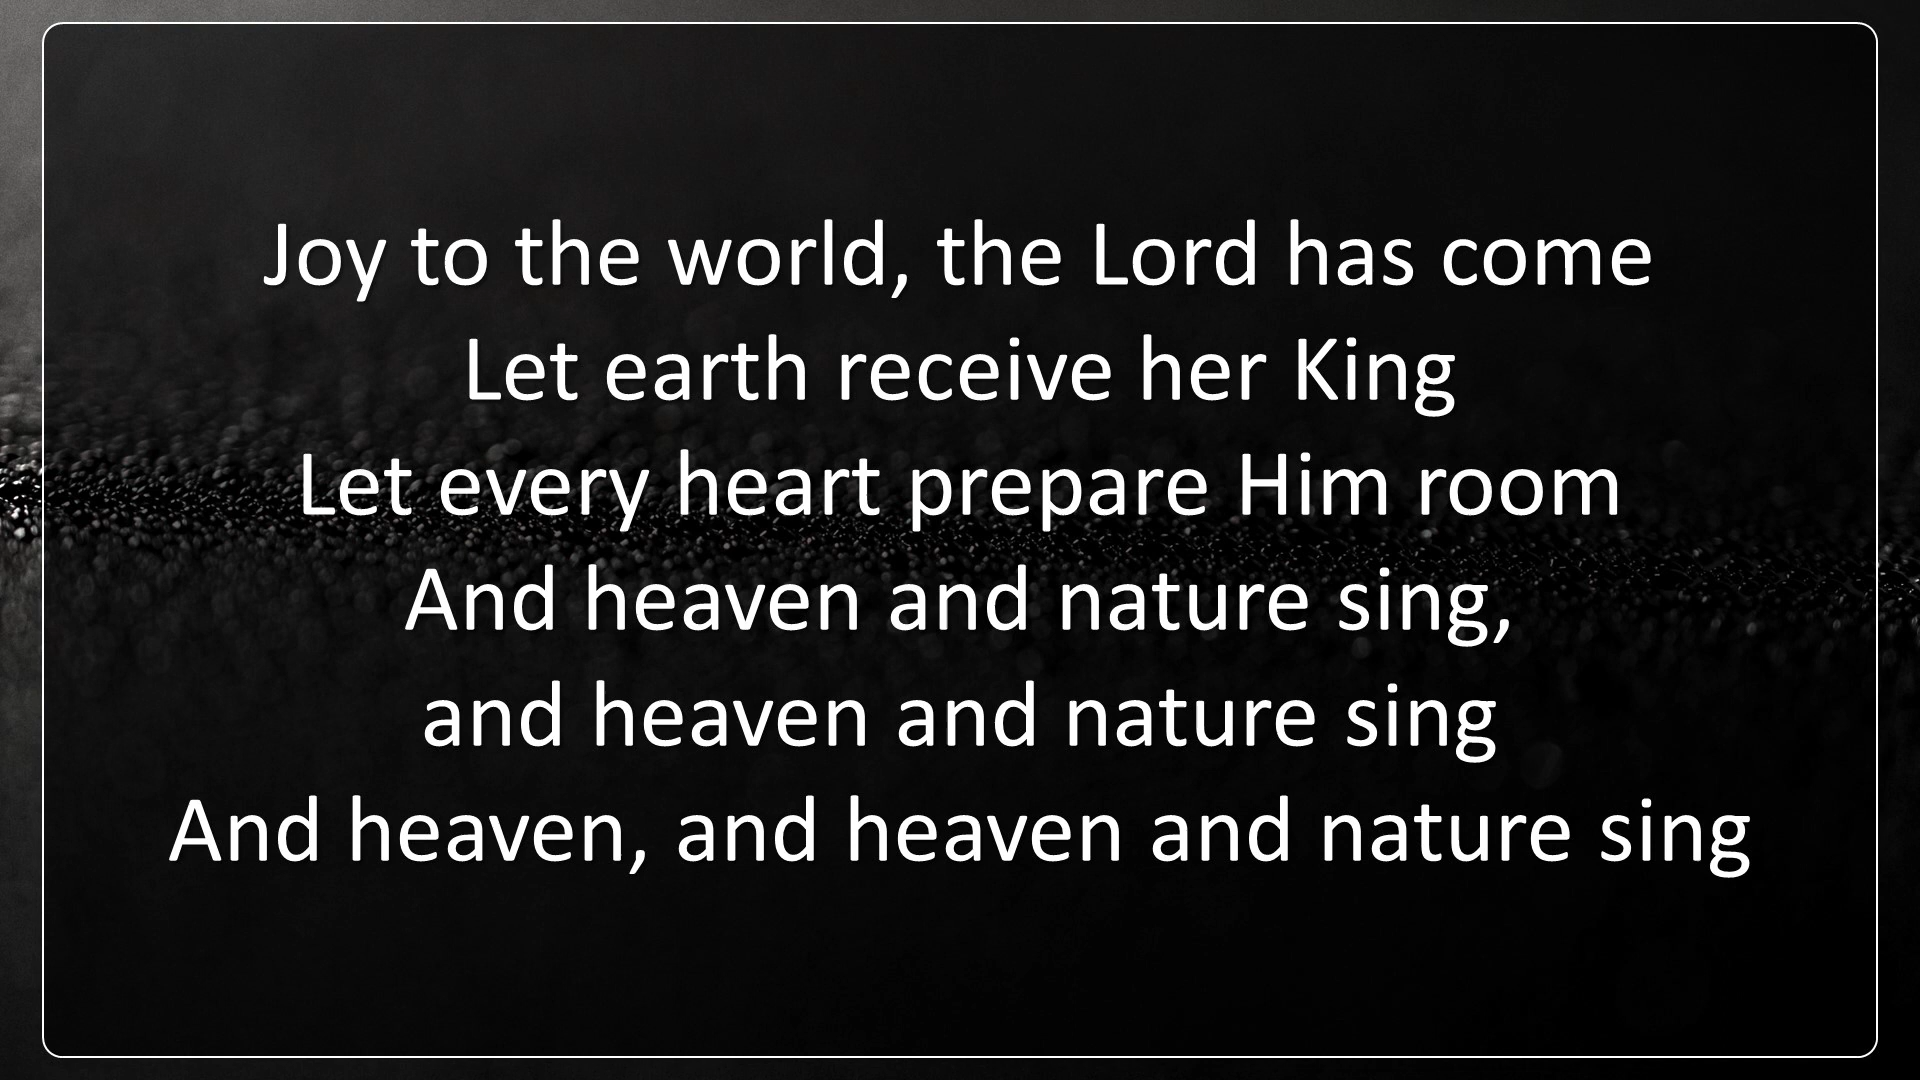 Joy to the world, the Lord has come
Let earth receive her King
Let every heart prepare Him room
And heaven and nature sing,
and heaven and nature sing
And heaven, and heaven and nature sing